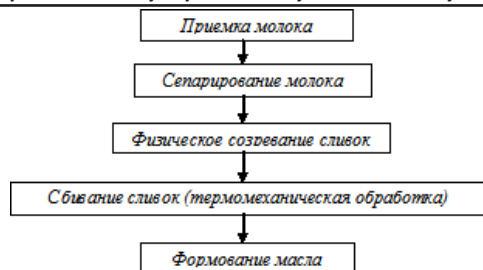 Приемка молока
Сепарирование молока
Физическое созревание сливок
Сбивание сливок (термомеханическая обработка)
Формование масла